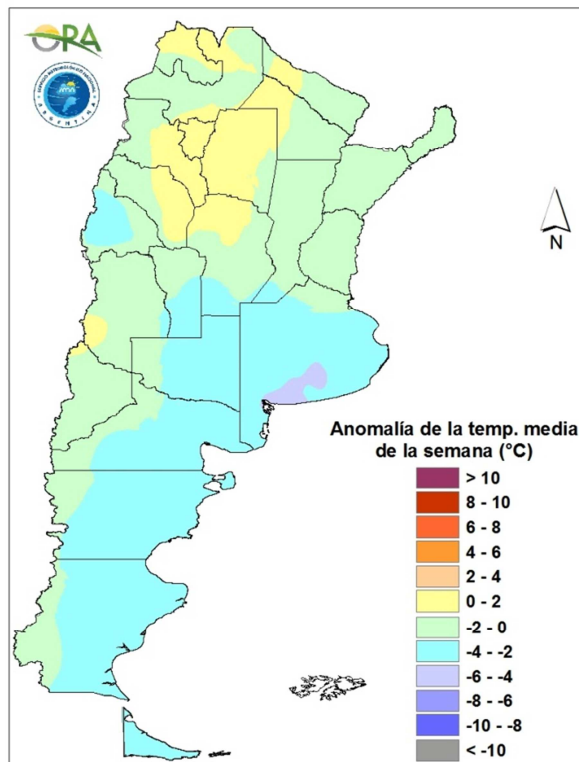 ORA
ARGENTINA
N
Anomalía de la temp. media
de la semana (°C)
> 10
8 - 10
6 - 8
4 - 6
2 - 4
0 - 2
-2 - 0
-4 - -2
-6 - -4
-8 - -6
-10 - -8
< -10